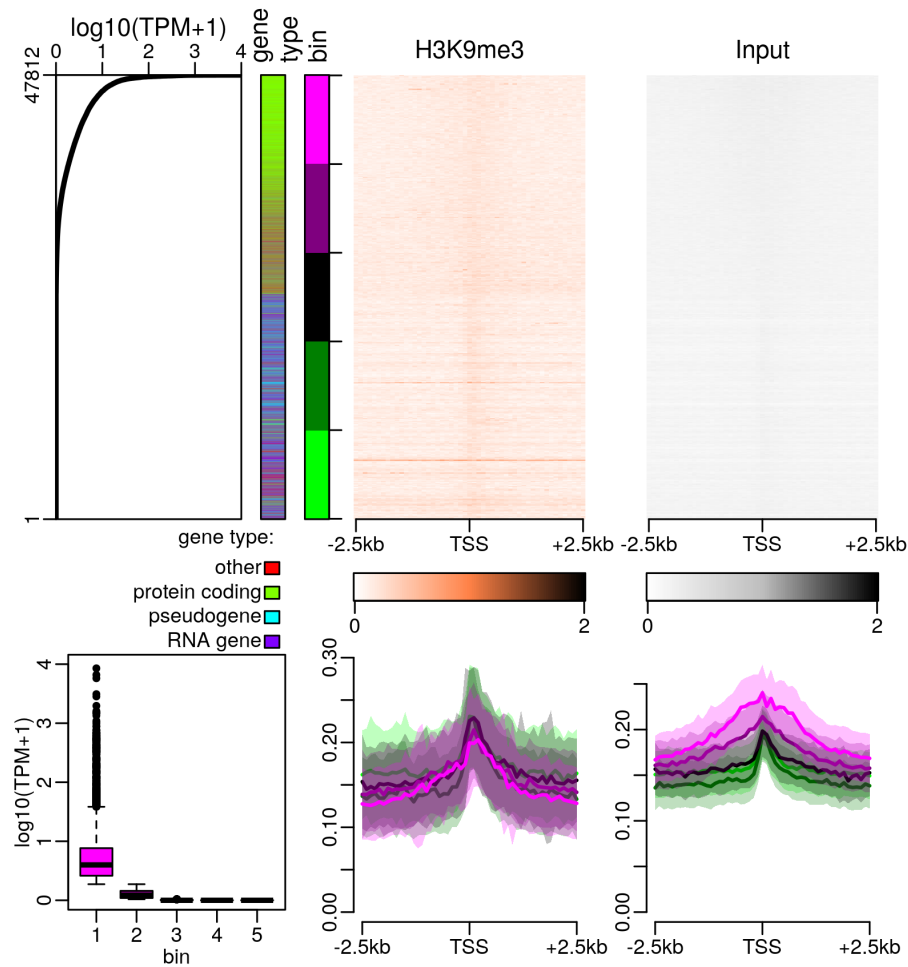 log10(TPM+1)
0 1 2 3 4
47812
1
gene
type
bin
H3K9me3
Input
-2.5kb TSS +2.5kb
-2.5kb TSS +2.5kb
gene type:
other
protein coding
pseudogene
RNA gene
0 2
0 2
log10(TPM+1)
4
3
2
1
0
1 2 3 4 5
bin
0.30
0.20
0.10
0.00
-2.5kb TSS +2.5kb
0.20
0.10
0.00
-2.5kb TSS +2.5kb